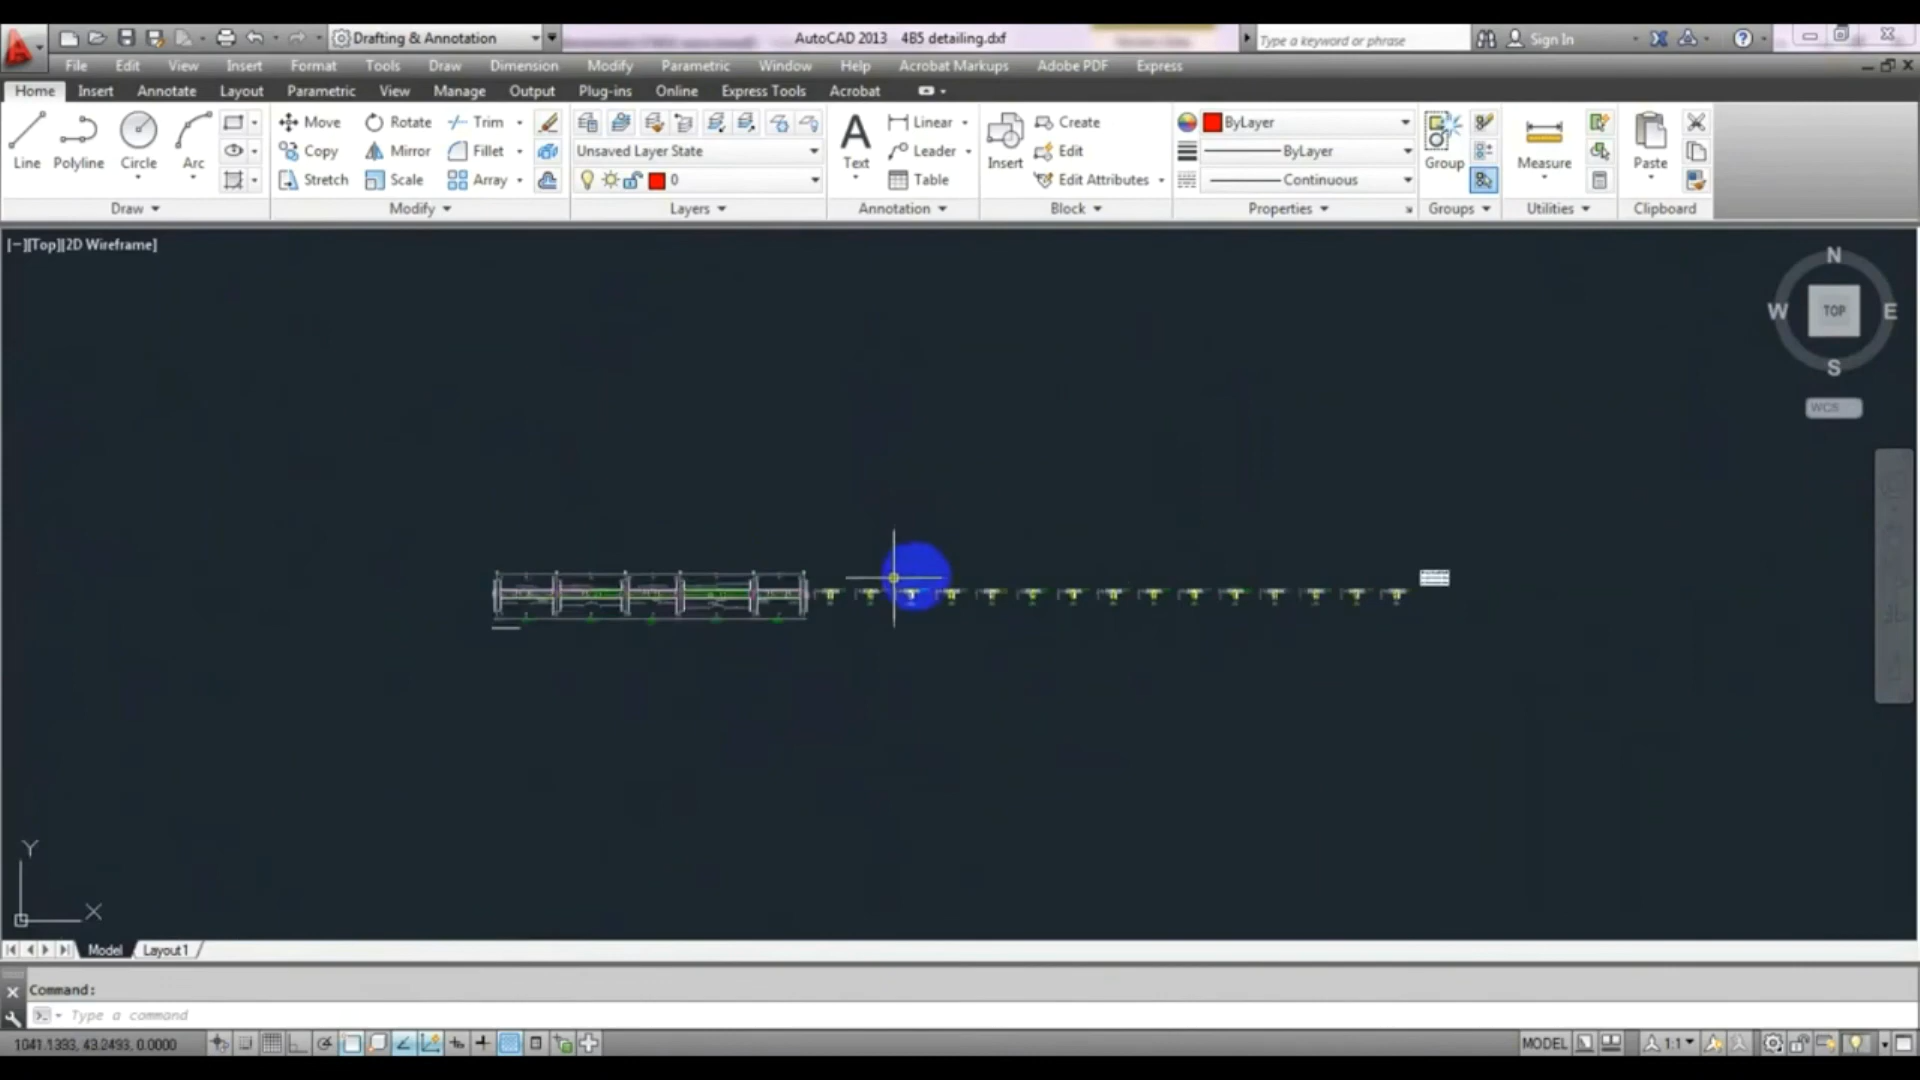 Drafting & Annotation
AutoCAD 2013 4B5 detailing.dxf
Type a keyword or phrase
Sign In
File Edit View Insert Format Tools Draw Dimension Modify Parametric Window Help Acrobat Markups Adobe PDF Express
Home Insert Annotate Layout Parametric View Manage Output Plug-ins Online Express Tools Acrobat
Line Polyline Circle Arc
Move Rotate Trim
Copy Mirror Fillet
Stretch Scale Array
Unsaved Layer State
0
Text
Linear
Leader
Table
Insert
Create
Edit
Edit Attributes
ByLayer
ByLayer
Continuous
Group
Measure
Paste
Draw Modify Layers Annotation Block Properties Groups Utilities Clipboard
[−][Top][2D Wireframe]
N
W TOP E
S
WCS
Y
X
Model Layout1
Command:
Type a command
1041.1393, 43.2493, 0.0000
MODEL 1:1